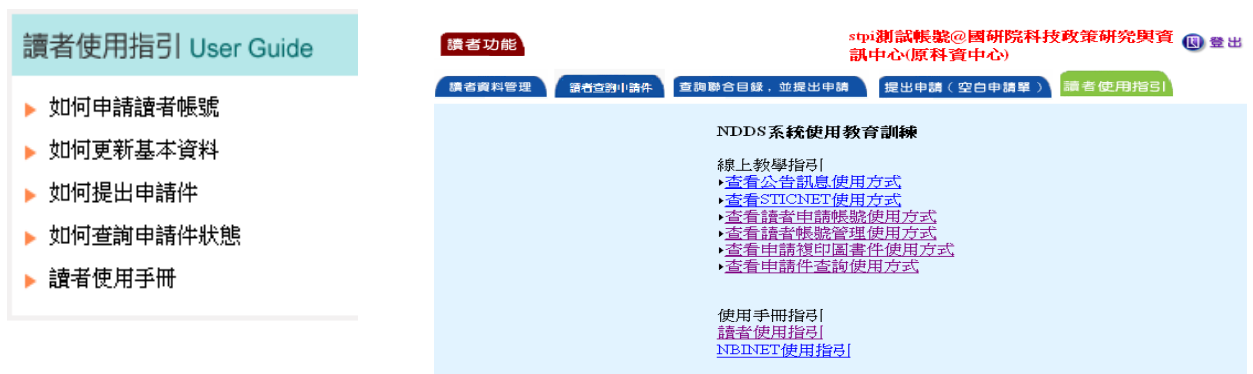 讀者使用指引 User Guide
如何申請讀者帳號
如何更新基本資料
如何提出申請件
如何查詢申請件狀態
讀者使用手冊
讀者功能
stpi測試帳號@國研院科技政策研究與資
訊中心(原科資中心)
登出
讀者資料管理
讀者查詢申請件
查詢聯合目錄，並提出申請
提出申請（空白申請單）
讀者使用指引
NDDS系統使用教育訓練
線上教學指引
查看公告訊息使用方式
查看STICNET使用方式
查看讀者申請帳號使用方式
查看讀者帳號管理使用方式
查看申請複印圖書件使用方式
查看申請件查詢使用方式
使用手冊指引
讀者使用指引
NBINET使用指引